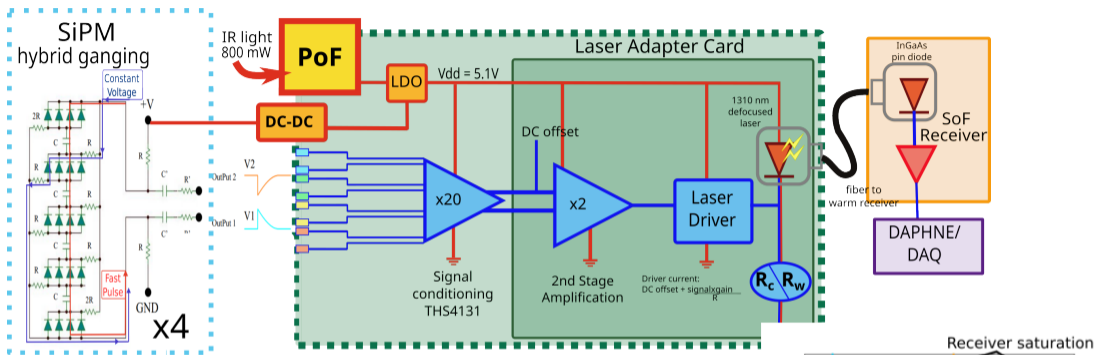 SiPM
hybrid ganging
Constant
Voltage
+V
2R
C
R
R
R
C
R
R
C
R
R
C
R
2R
R
C'
R'
OutPut 2
OutPut 1
C'
R
Fast
Pulse
GND
x4
V2
V1
IR light
800 mW
PoF
LDO
DC-DC
Vdd = 5.1V
Laser Adapter Card
DC offset
x20
x2
Signal
conditioning
THS4131
2nd Stage
Amplification
Laser
Driver
Driver current:
DC offset + signalxgain
R
1310 nm
defocused
laser
Rc Rw
fiber to
warm receiver
InGaAs
pin diode
SoF
Receiver
DAPHNE/
DAQ
Receiver saturation